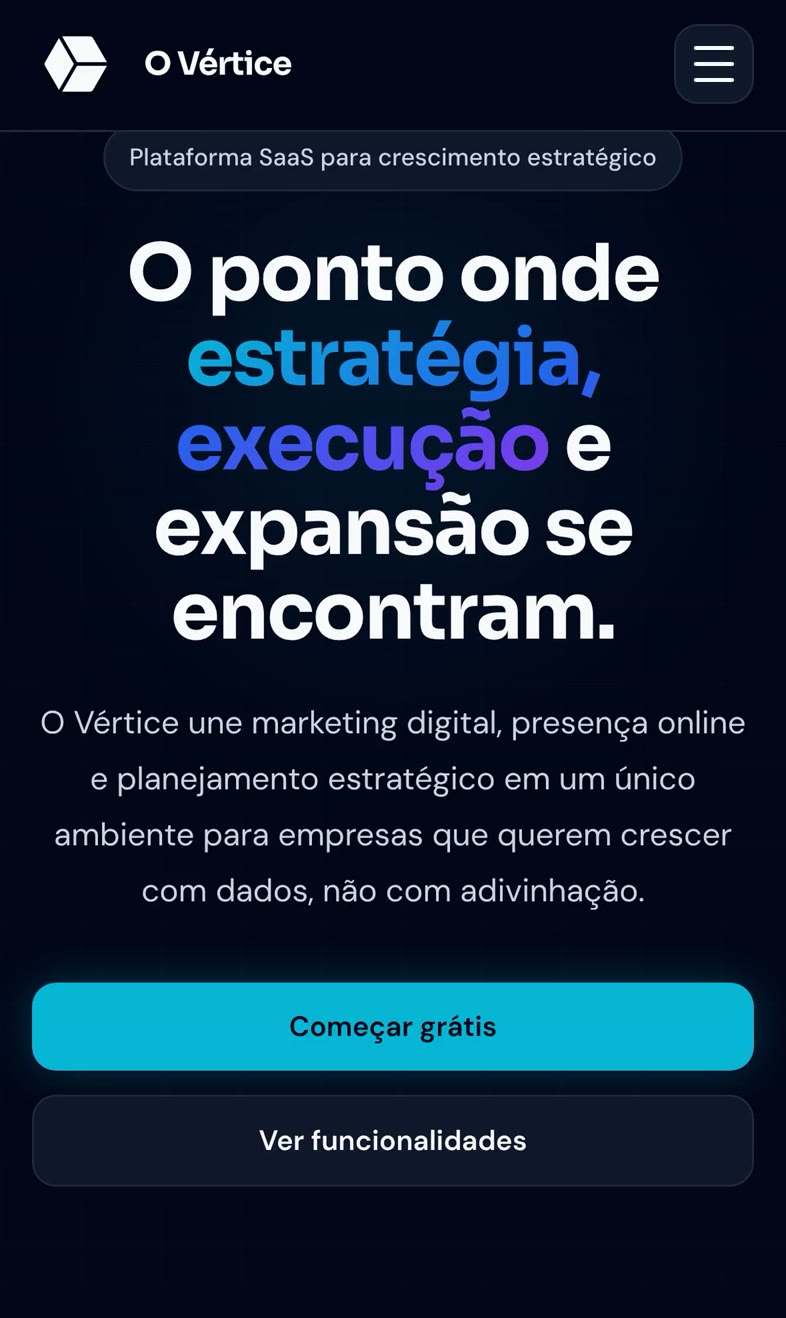 O Vértice
Plataforma SaaS para crescimento estratégico
O ponto onde
estratégia,
execução e
expansão se
encontram.
O Vértice une marketing digital, presença online
e planejamento estratégico em um único
ambiente para empresas que querem crescer
com dados, não com adivinhação.
Começar grátis
Ver funcionalidades